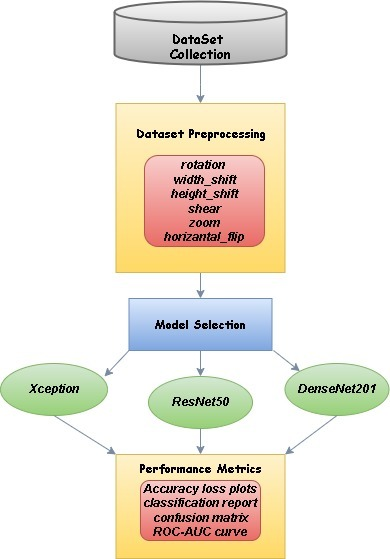 DataSet
Collection
Dataset Preprocessing
rotation
width_shift
height_shift
shear
zoom
horizantal_flip
Model Selection
Xception
ResNet50
DenseNet201
Performance Metrics
Accuracy loss plots
classification report
confusion matrix
ROC-AUC curve